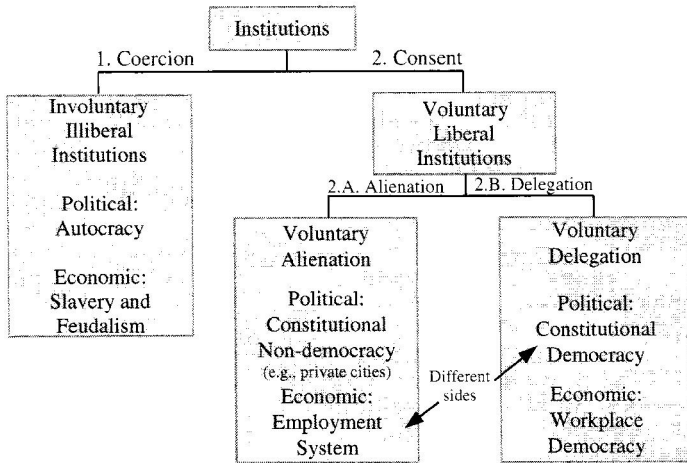 Institutions
1. Coercion
2. Consent
Involuntary
Illiberal
Institutions
Political:
Autocracy
Economic:
Slavery and
Feudalism
Voluntary
Liberal
Institutions
2.A. Alienation
2.B. Delegation
Voluntary
Alienation
Political:
Constitutional
Non-democracy
(e.g., private cities)
Economic:
Employment
System
Different
sides
Voluntary
Delegation
Political:
Constitutional
Democracy
Economic:
Workplace
Democracy